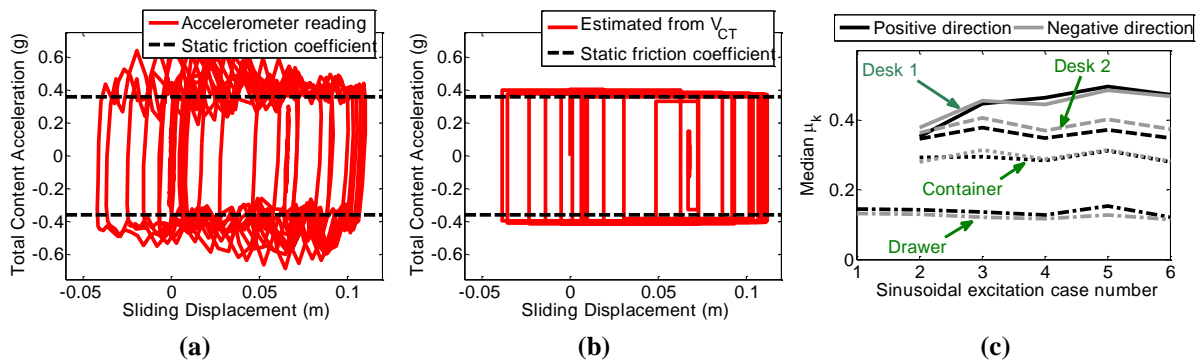 Accelerometer reading
Static friction coefficient
Total Content Acceleration (g)
0.6
0.4
0.2
0
-0.2
-0.4
-0.6
-0.05 0 0.05 0.1
Sliding Displacement (m)
(a)
Estimated from V_CT
Static friction coefficient
Total Content Acceleration (g)
0.6
0.4
0.2
0
-0.2
-0.4
-0.6
-0.05 0 0.05 0.1
Sliding Displacement (m)
(b)
Positive direction Negative direction
Desk 1
Desk 2
Container
Drawer
Median μk
0.4
0.2
0
1 2 3 4 5 6
Sinusoidal excitation case number
(c)